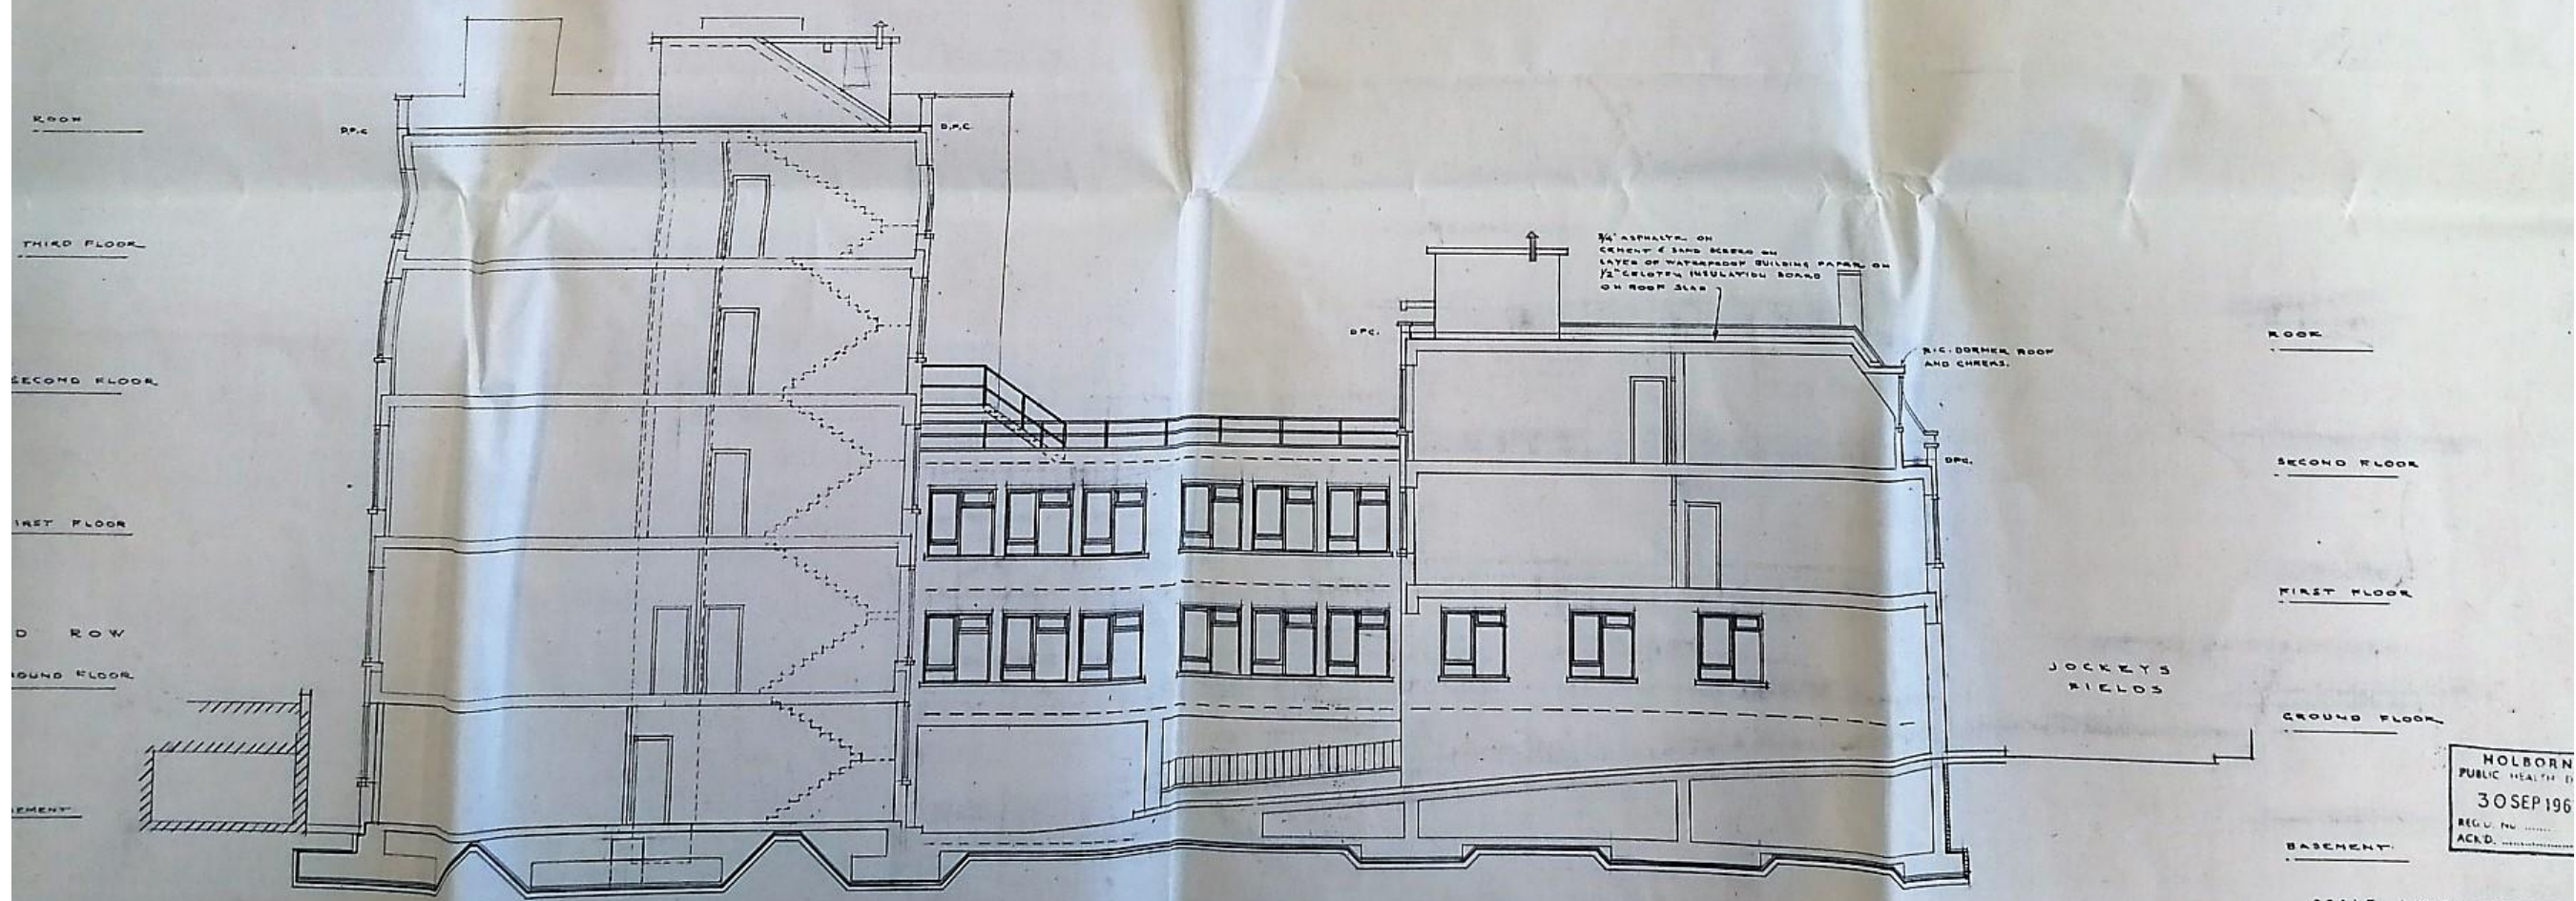 ROOF
THIRD FLOOR
SECOND FLOOR
IRST FLOOR
D ROW
OUND FLOOR
EMENT
D.P.C
D.P.C.
3/4" ASPHALTE ON
CEMENT & SAND SCREED ON
LAYER OF WATERPROOF BUILDING PAPER ON
1/2" CELOTEX INSULATION BOARD
ON ROOF SLAB
D.P.C.
R.C. DORMER ROOF
AND CHEEKS.
D.P.C.
ROOF
SECOND FLOOR
FIRST FLOOR
JOCKEYS
FIELDS
GROUND FLOOR
BASEMENT.
HOLBORN
PUBLIC HEALTH D
30 SEP 196
REG. No ......
ACK'D. ......